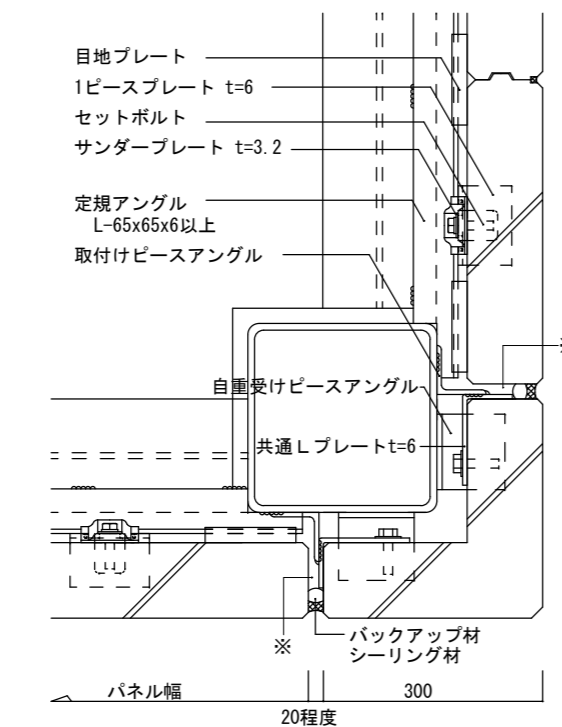 目地プレート
1ピースプレート t=6
セットボルト
サンダープレート t=3.2
定規アングル
L-65x65x6以上
取付けピースアングル
※
自重受けピースアングル
共通Lプレートt=6
※
バックアップ材
シーリング材
パネル幅
300
20程度